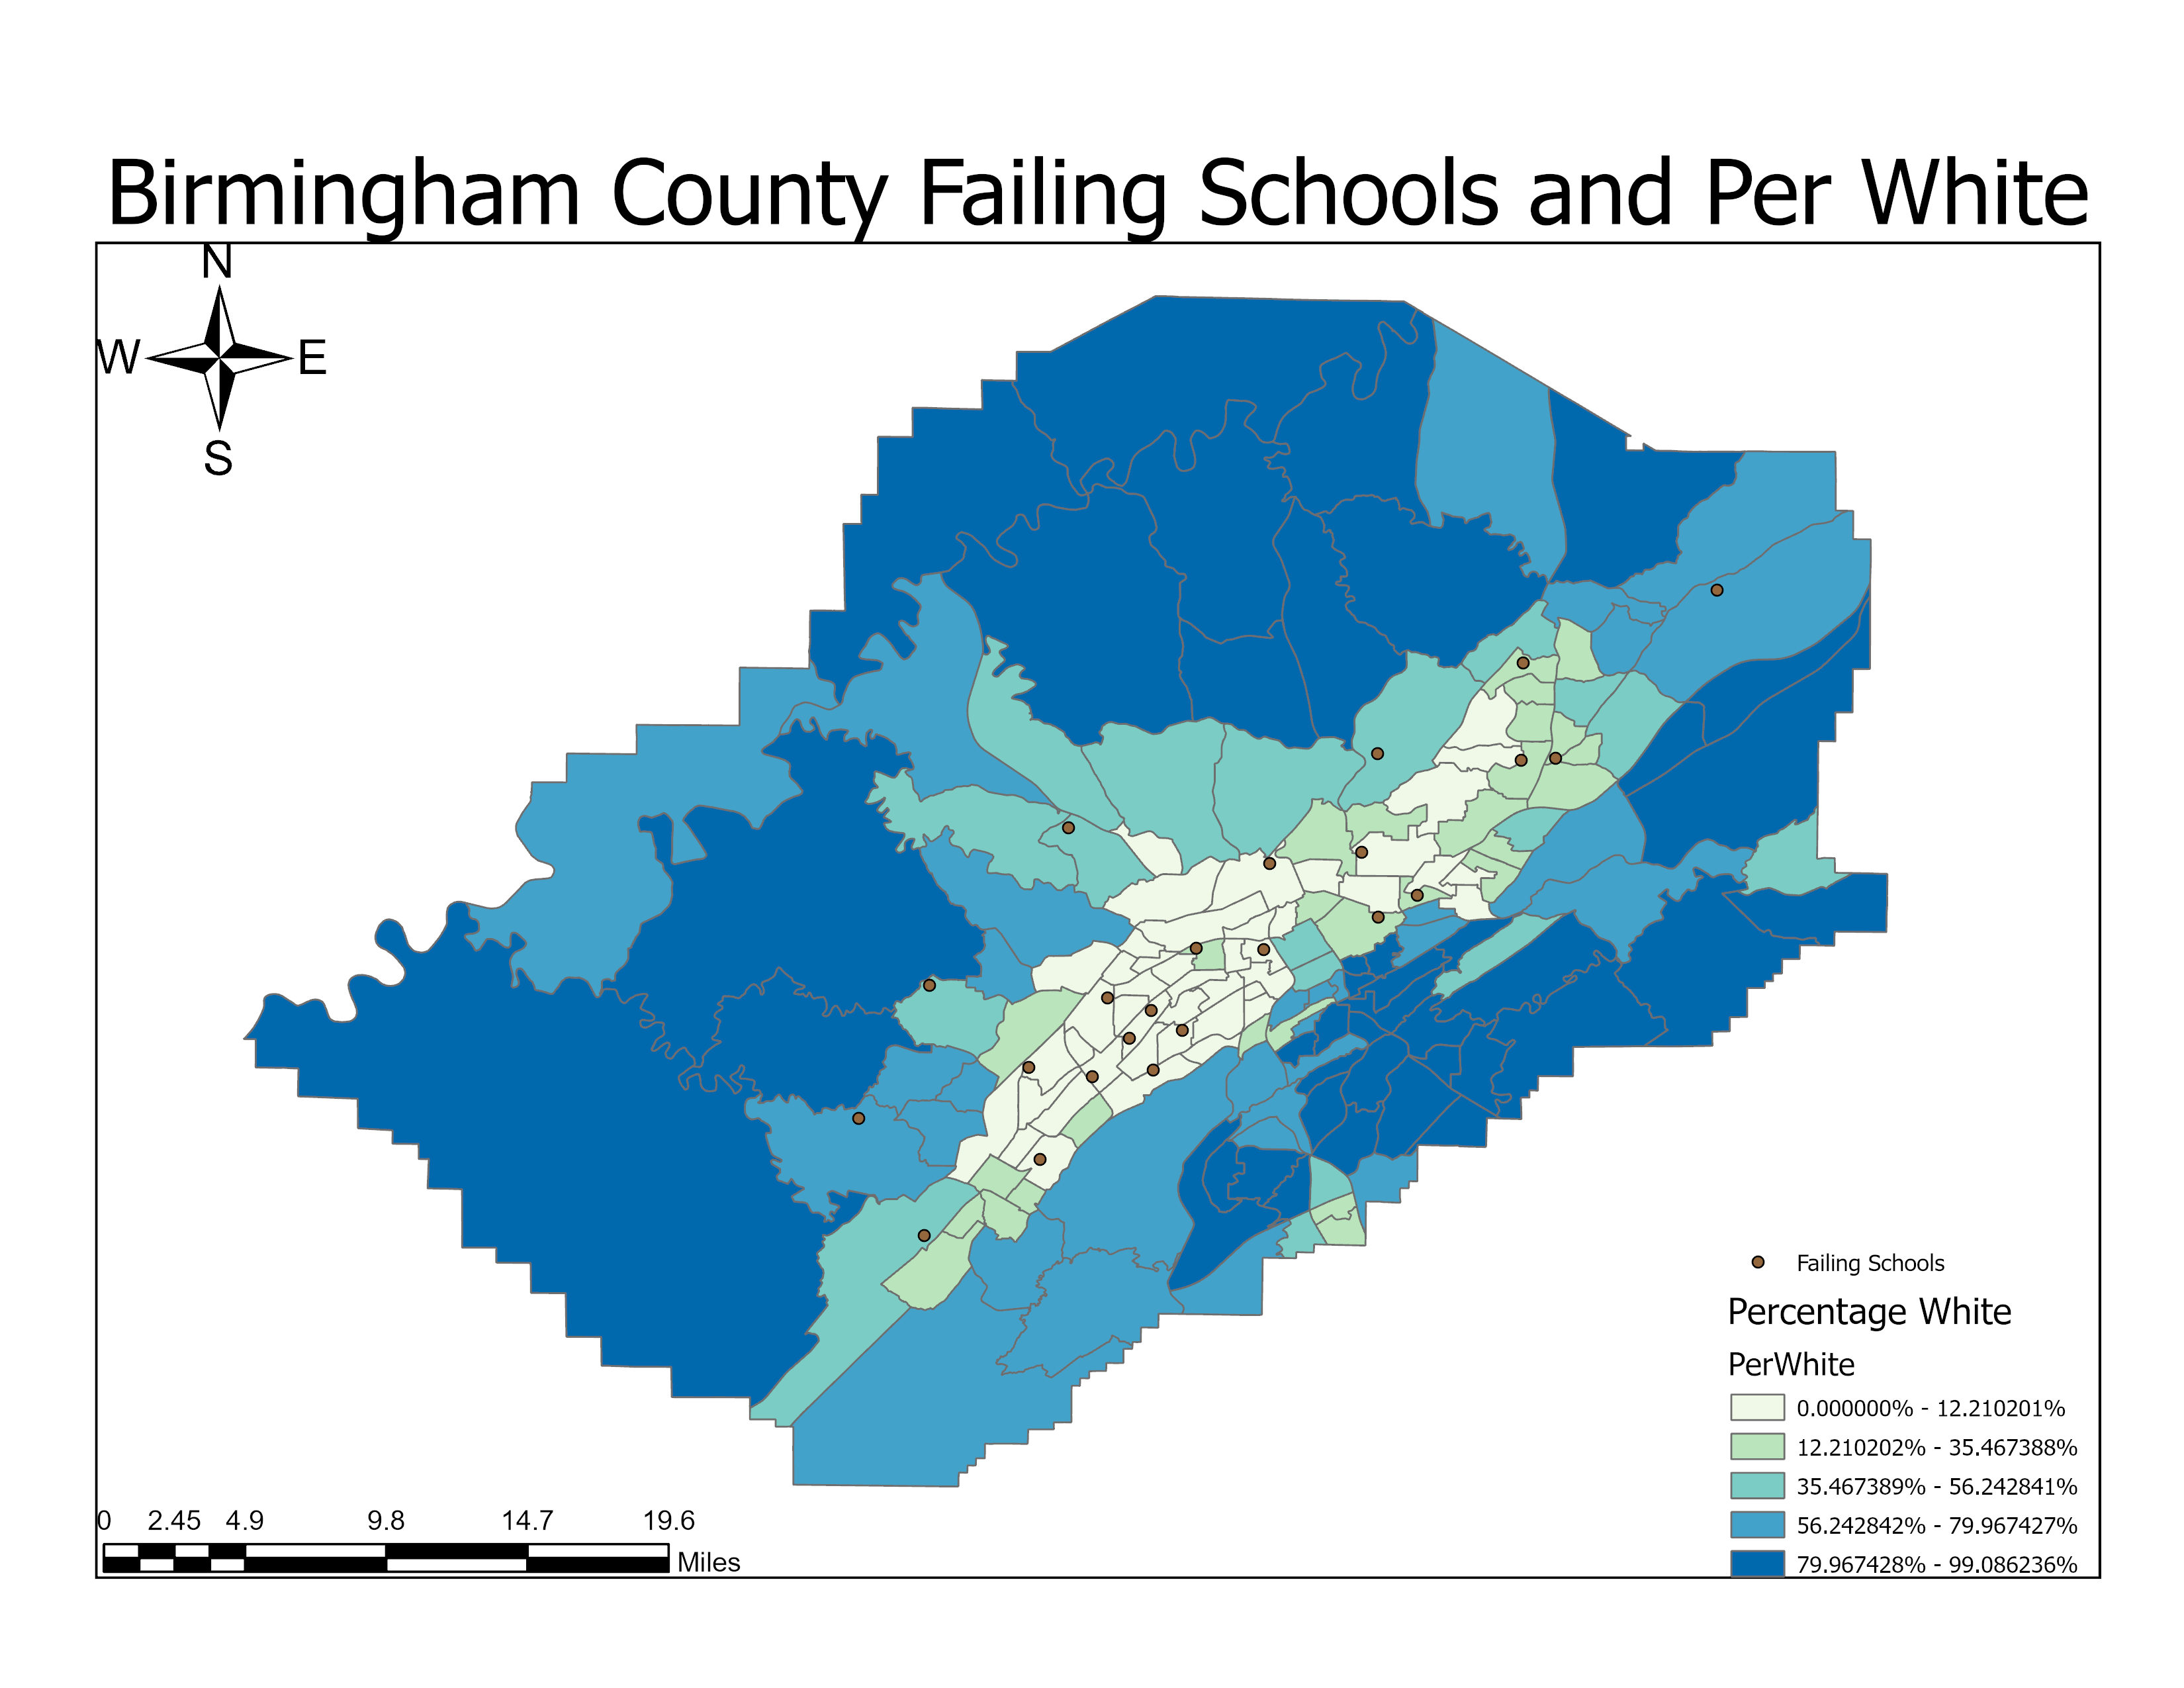 Birmingham County Failing Schools and Per White
N
W E
S
Failing Schools
Percentage White
PerWhite
0.000000% - 12.210201%
12.210202% - 35.467388%
35.467389% - 56.242841%
56.242842% - 79.967427%
79.967428% - 99.086236%
0 2.45 4.9 9.8 14.7 19.6
Miles